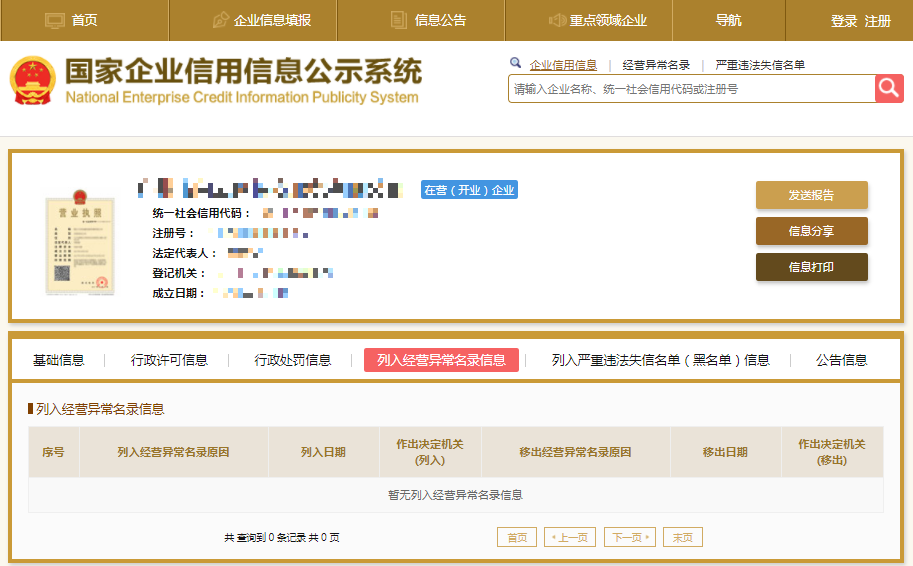 首页 企业信息填报 信息公告 重点领域企业 导航 登录 注册
国家企业信用信息公示系统
National Enterprise Credit Information Publicity System
企业信用信息 | 经营异常名录 | 严重违法失信名单
请输入企业名称、统一社会信用代码或注册号
在营（开业）企业
营业执照
统一社会信用代码：
注册号：
法定代表人：
登记机关：
成立日期：
发送报告
信息分享
信息打印
基础信息 | 行政许可信息 | 行政处罚信息 | 列入经营异常名录信息 | 列入严重违法失信名单（黑名单）信息 | 公告信息
列入经营异常名录信息
序号 列入经营异常名录原因 列入日期 作出决定机关(列入) 移出经营异常名录原因 移出日期 作出决定机关(移出)
暂无列入经营异常名录信息
共 查询到 0 条记录 共 0 页 首页 上一页 下一页 末页